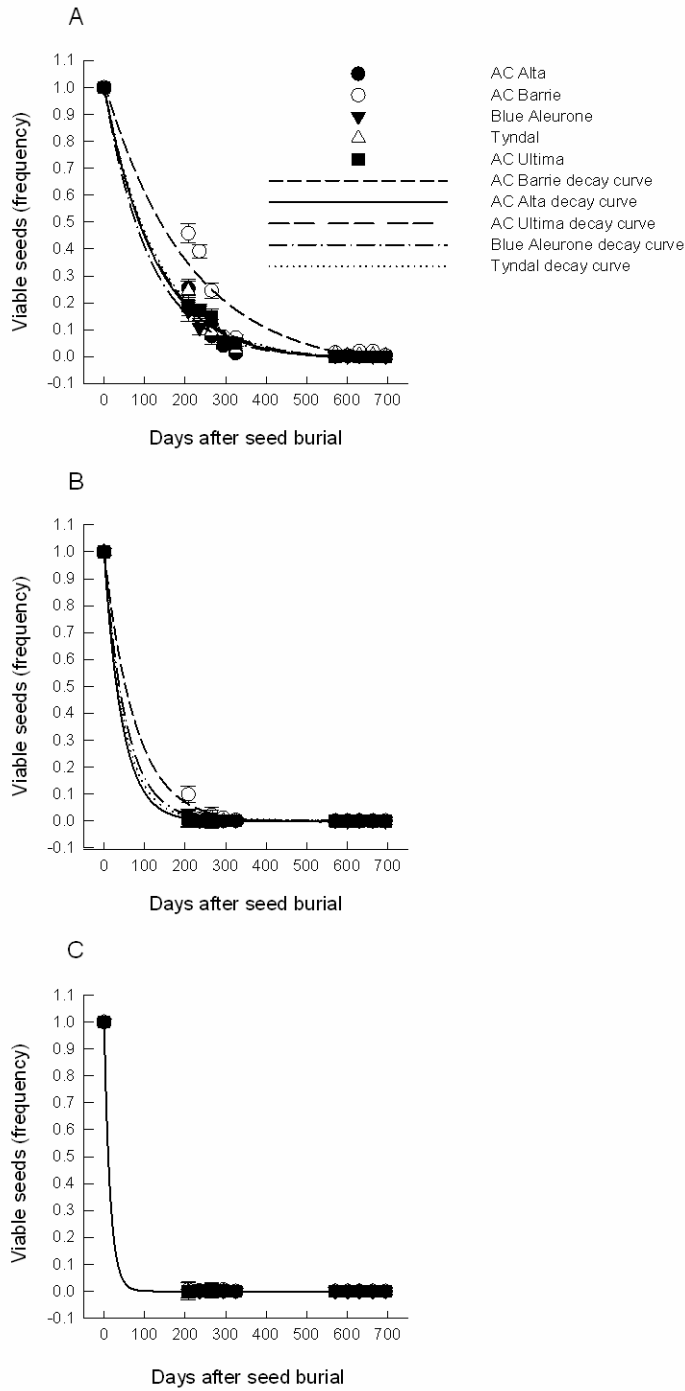 A
1.1
1.0
0.9
0.8
0.7
0.6
0.5
0.4
0.3
0.2
0.1
0.0
-0.1
Viable seeds (frequency)
0 100 200 300 400 500 600 700
Days after seed burial
AC Alta
AC Barrie
Blue Aleurone
Tyndal
AC Ultima
AC Barrie decay curve
AC Alta decay curve
AC Ultima decay curve
Blue Aleurone decay curve
Tyndal decay curve
B
1.1
1.0
0.9
0.8
0.7
0.6
0.5
0.4
0.3
0.2
0.1
0.0
-0.1
Viable seeds (frequency)
0 100 200 300 400 500 600 700
Days after seed burial
C
1.1
1.0
0.9
0.8
0.7
0.6
0.5
0.4
0.3
0.2
0.1
0.0
-0.1
Viable seeds (frequency)
0 100 200 300 400 500 600 700
Days after seed burial